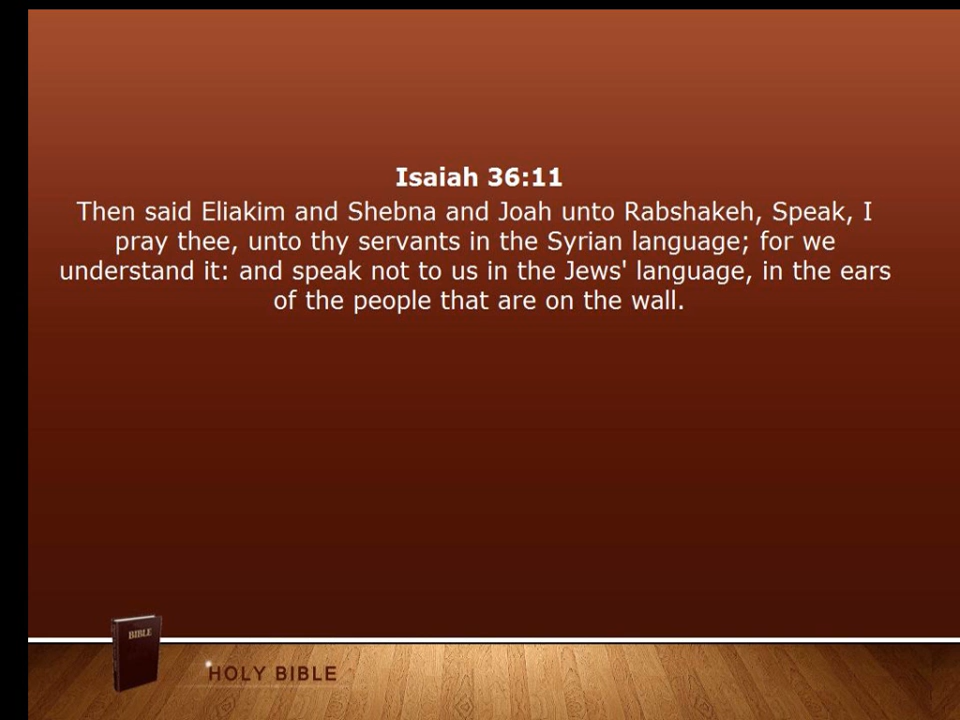 Isaiah 36:11
Then said Eliakim and Shebna and Joah unto Rabshakeh, Speak, I
pray thee, unto thy servants in the Syrian language; for we
understand it: and speak not to us in the Jews' language, in the ears
of the people that are on the wall.
BIBLE
HOLY BIBLE